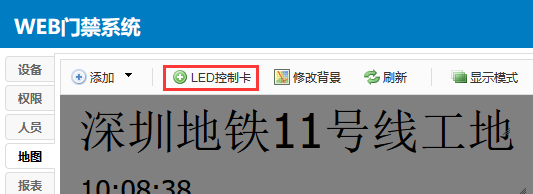 WEB门禁系统
设备
添加 LED控制卡 修改背景 刷新 显示模式
权限
人员
地图
报表
深圳地铁11号线工地
10:08:38